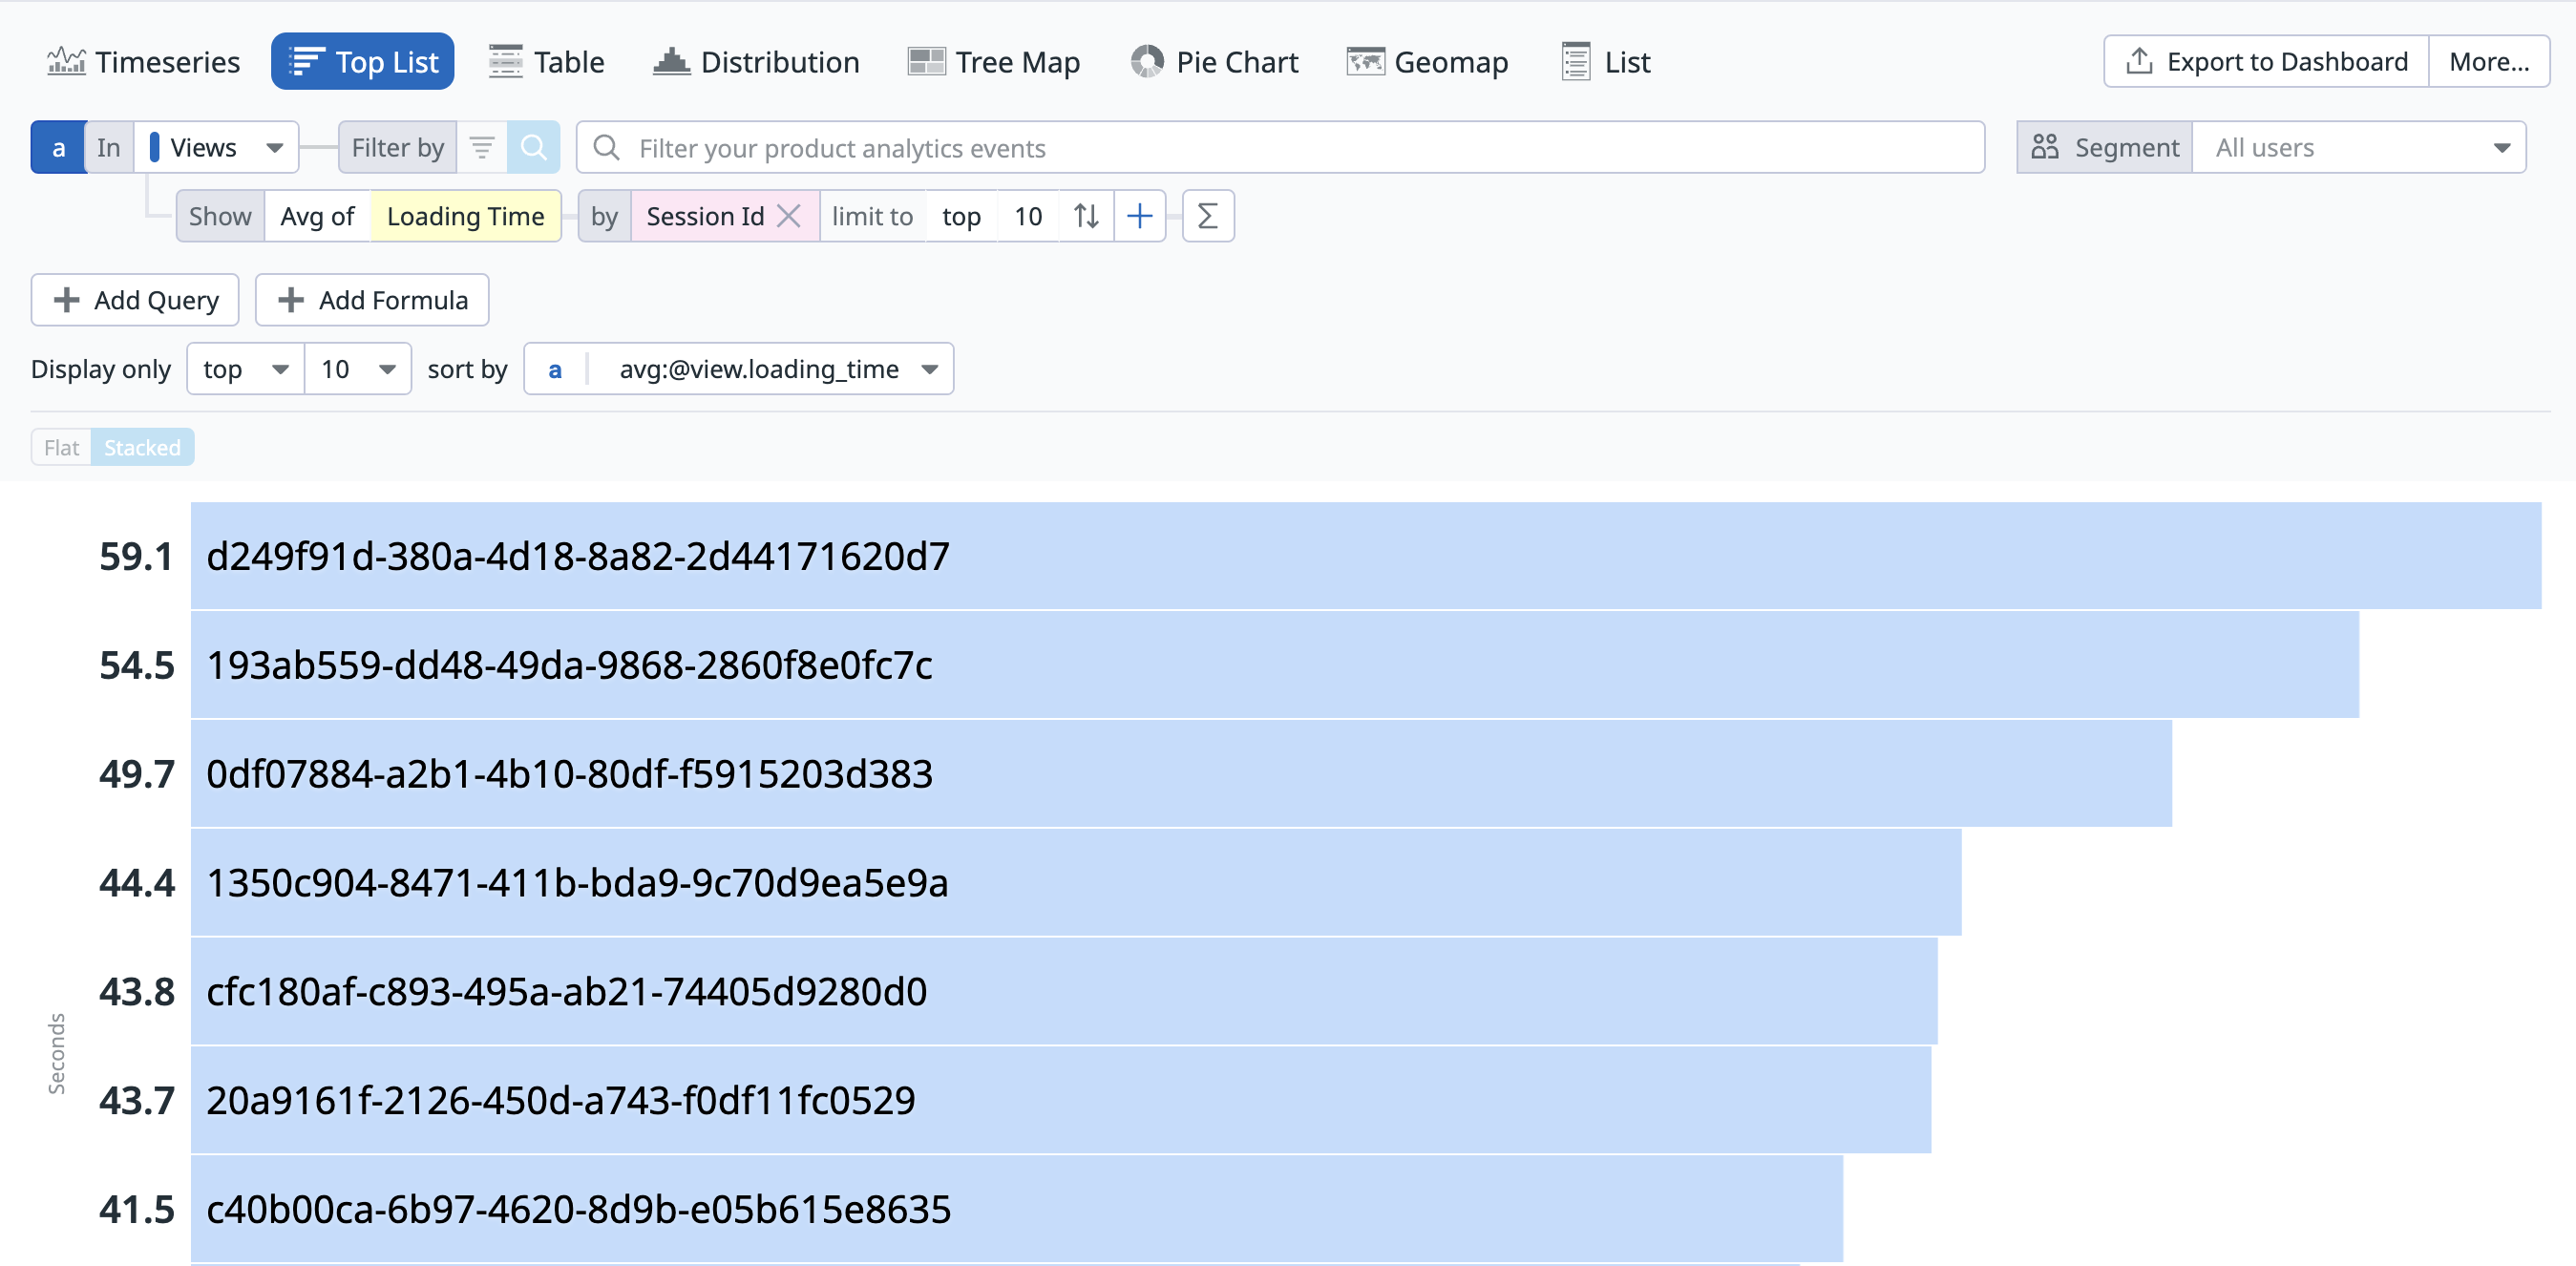 Timeseries Top List Table Distribution Tree Map Pie Chart Geomap List Export to Dashboard More...
a In Views Filter by Filter your product analytics events Segment All users
Show Avg of Loading Time by Session Id limit to top 10
Add Query Add Formula
Display only top 10 sort by a avg:@view.loading_time
Flat Stacked
59.1 d249f91d-380a-4d18-8a82-2d44171620d7
54.5 193ab559-dd48-49da-9868-2860f8e0fc7c
49.7 0df07884-a2b1-4b10-80df-f5915203d383
44.4 1350c904-8471-411b-bda9-9c70d9ea5e9a
43.8 cfc180af-c893-495a-ab21-74405d9280d0
Seconds
43.7 20a9161f-2126-450d-a743-f0df11fc0529
41.5 c40b00ca-6b97-4620-8d9b-e05b615e8635